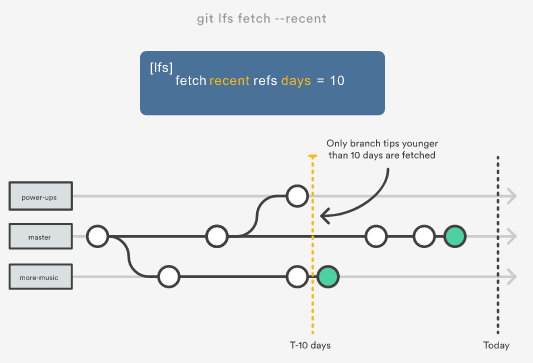 git lfs fetch --recent
[lfs]
fetch recent refs days = 10
Only branch tips younger
than 10 days are fetched
power-ups
master
more-music
T-10 days
Today